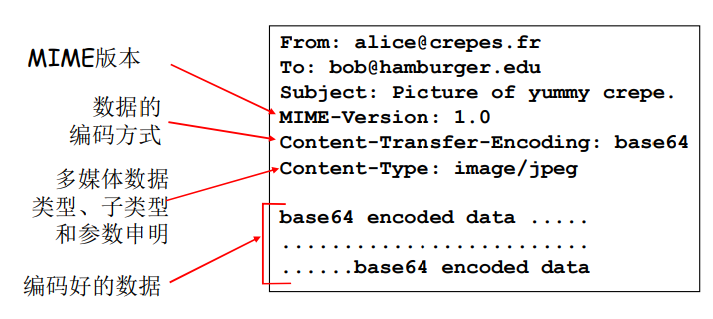 MIME版本
数据的
编码方式
多媒体数据
类型、子类型
和参数申明
编码好的数据
From: alice@crepes.fr
To: bob@hamburger.edu
Subject: Picture of yummy crepe.
MIME-Version: 1.0
Content-Transfer-Encoding: base64
Content-Type: image/jpeg
base64 encoded data .....
.........................
......base64 encoded data